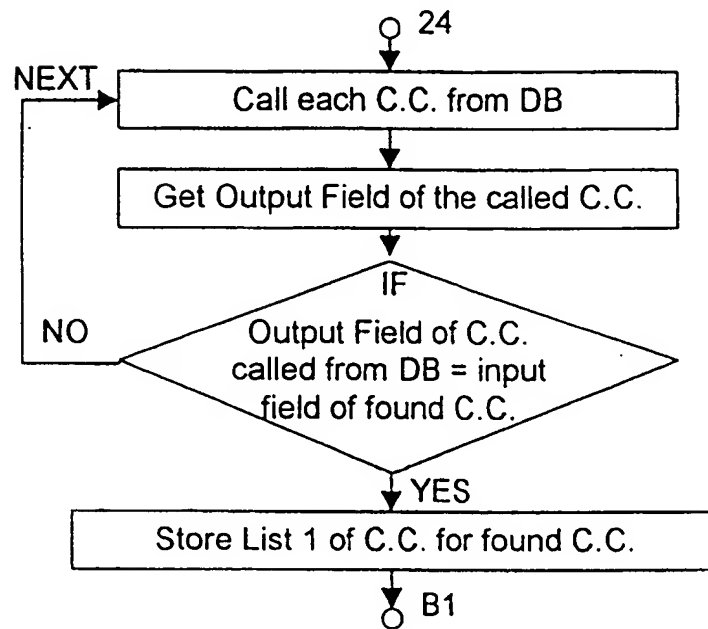 24
NEXT
Call each C.C. from DB
Get Output Field of the called C.C.
IF
NO
Output Field of C.C.
called from DB = input
field of found C.C.
YES
Store List 1 of C.C. for found C.C.
B1